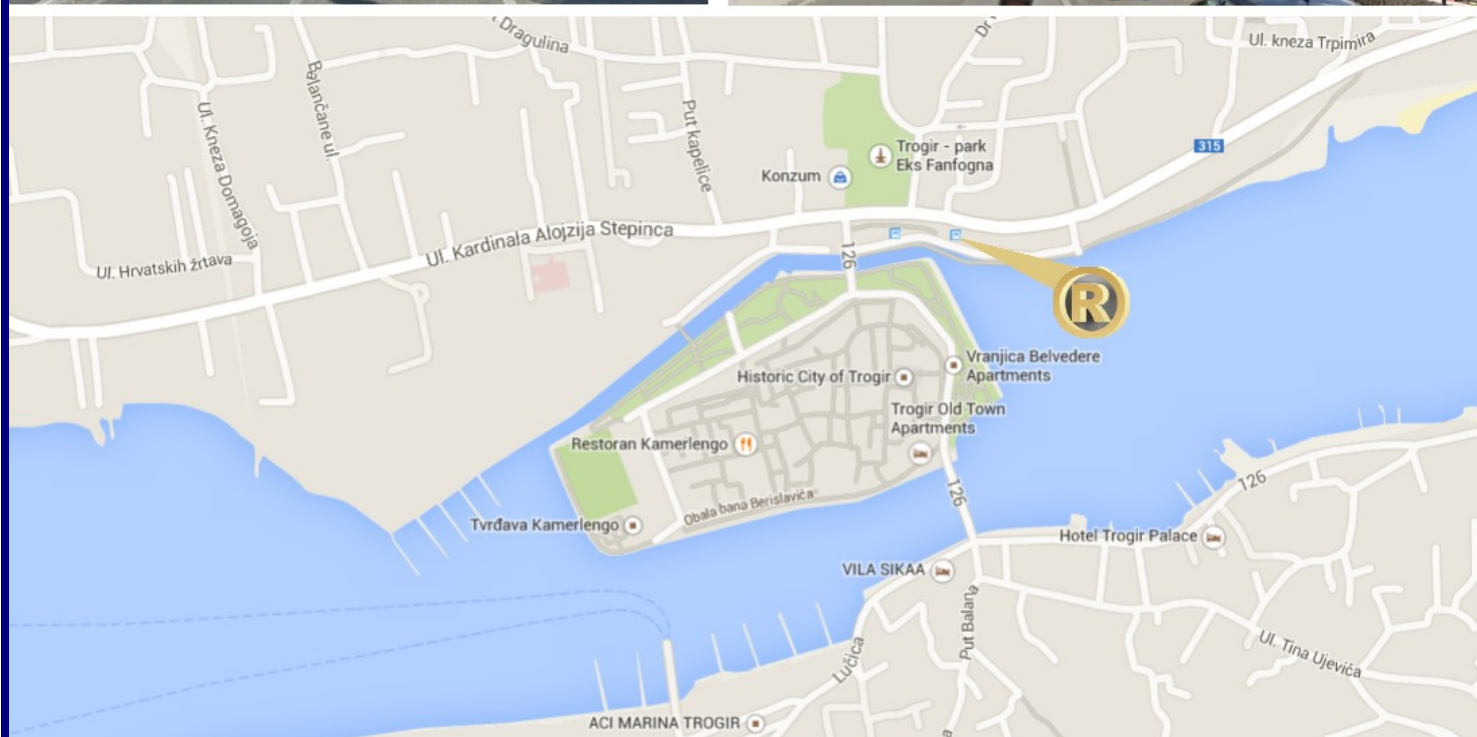 Dragulina
Dr
Ul. kneza Trpimira
Balančane ul.
Ul. Kneza Domagoja
Put kapelice
315
Trogir - park
Eks Fanfogna
Konzum
Ul. Kardinala Alojzija Stepinca
126
Ul. Hrvatskih žrtava
R
Vranjica Belvedere
Apartments
Historic City of Trogir
Trogir Old Town
Apartments
Restoran Kamerlengo
126
126
Obala bana Berislavića
Tvrđava Kamerlengo
Hotel Trogir Palace
VILA SIKAA
Put Balana
Ul. Tina Ujevića
Lučica
ACI MARINA TROGIR